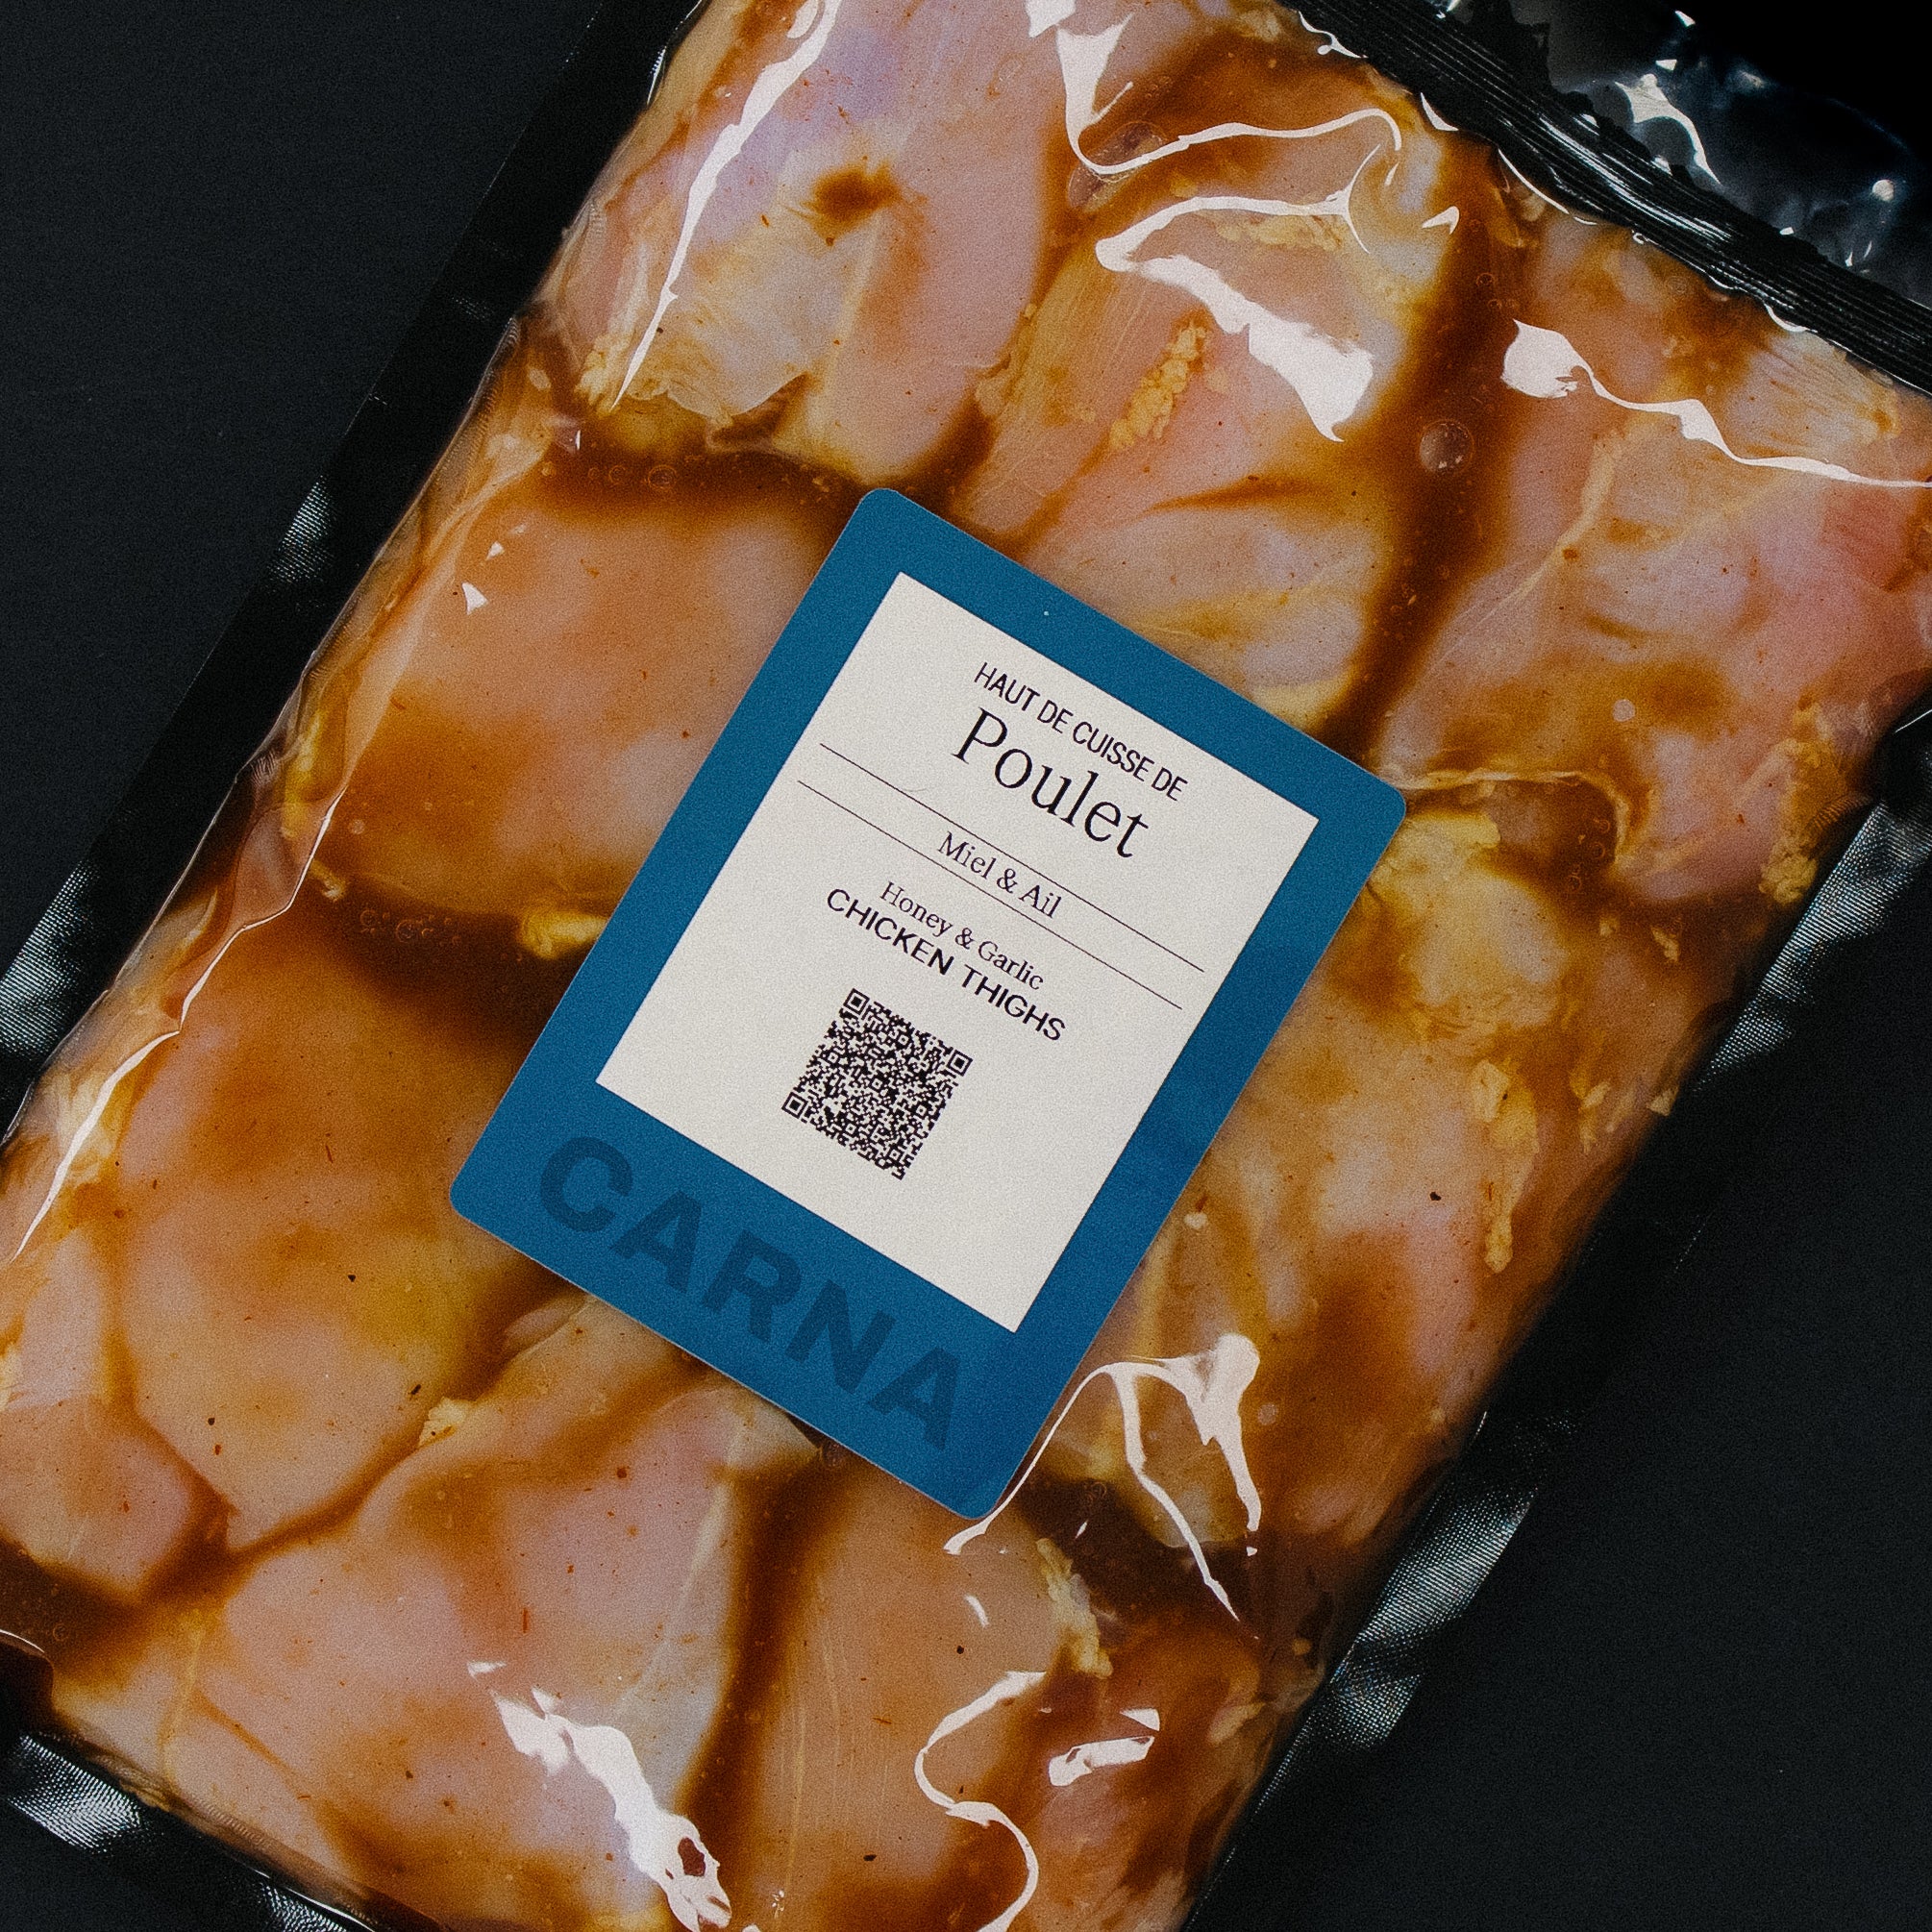 HAUT DE CUISSE DE
Poulet
Miel & Ail
Honey & Garlic
CHICKEN THIGHS
CARNA